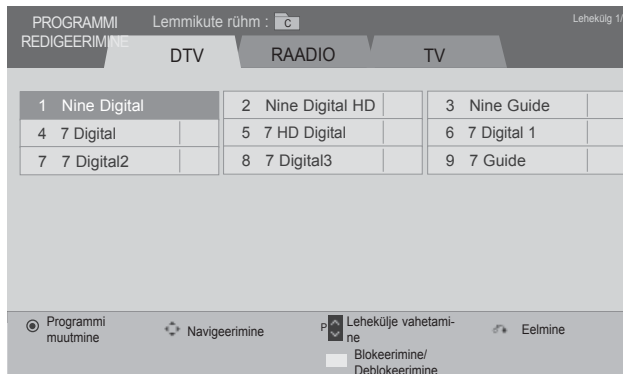 PROGRAMMI REDIGEERIMINE
Lemmikute rühm : C
Lehekülg 1/
DTV RAADIO TV
1 Nine Digital 2 Nine Digital HD 3 Nine Guide
4 7 Digital 5 7 HD Digital 6 7 Digital 1
7 7 Digital2 8 7 Digital3 9 7 Guide
Programmi muutmine
Navigeerimine
P Lehekülje vahetami-
ne
Eelmine
Blokeerimine/
Deblokeerimine